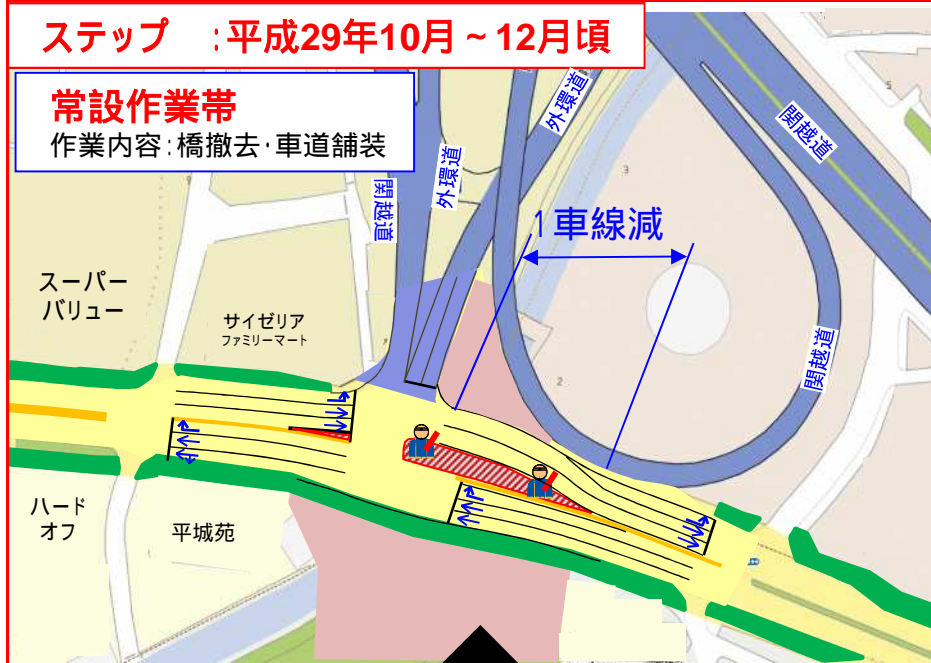 ステップ :平成29年10月~12月頃
常設作業帯
作業内容:橋撤去・車道舗装
関越道
外環道
外環道
関越道
1車線減
関越道
スーパー
バリュー
サイゼリア
ファミリーマート
ハード
オフ
平城苑
5
3
2